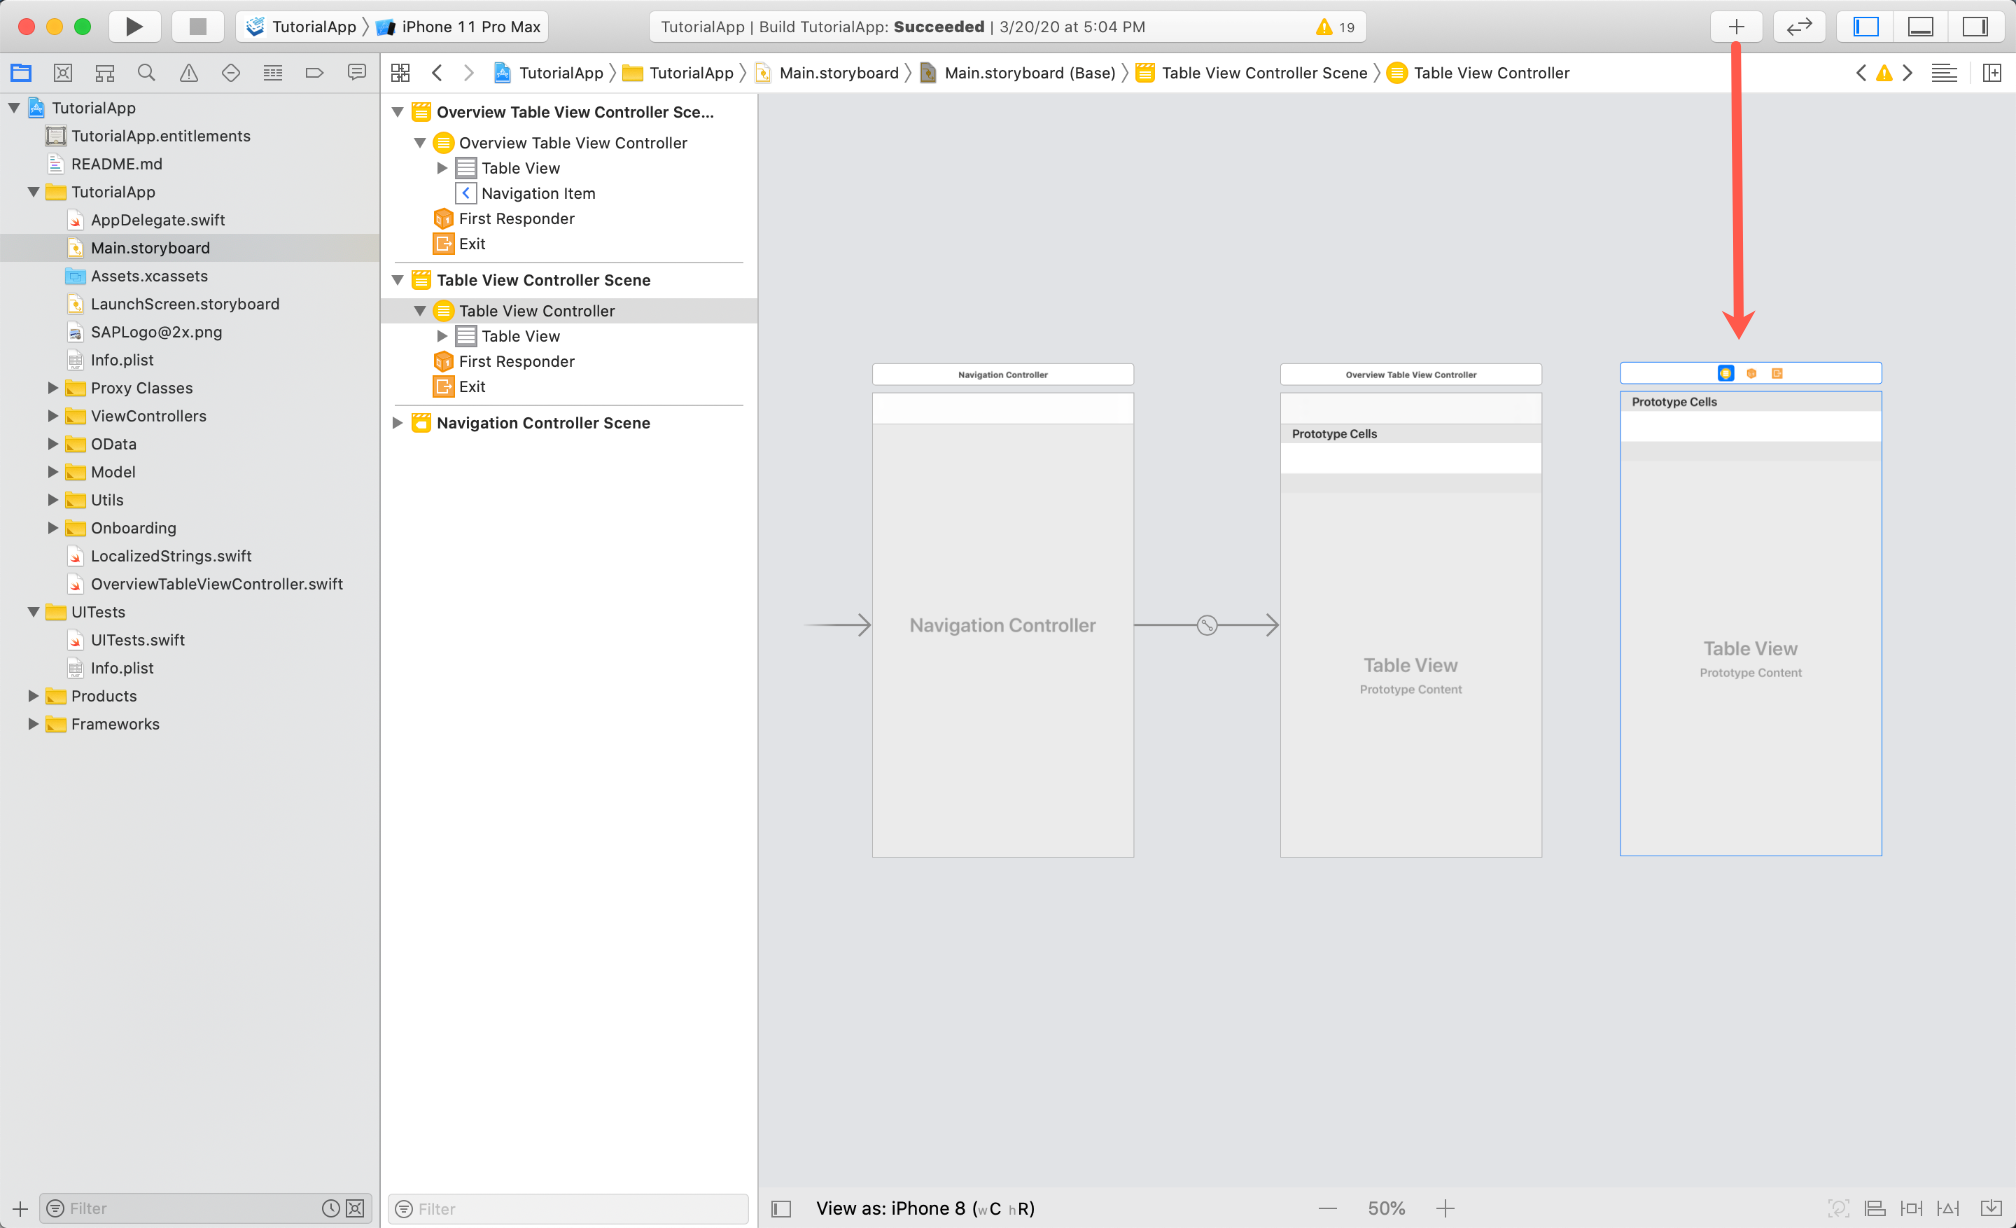 TutorialApp iPhone 11 Pro Max
TutorialApp | Build TutorialApp: Succeeded | 3/20/20 at 5:04 PM
19
TutorialApp
TutorialApp
Main.storyboard
Main.storyboard (Base)
Table View Controller Scene
Table View Controller
TutorialApp
TutorialApp.entitlements
README.md
TutorialApp
AppDelegate.swift
Main.storyboard
Assets.xcassets
LaunchScreen.storyboard
SAPLogo@2x.png
Info.plist
Proxy Classes
ViewControllers
OData
Model
Utils
Onboarding
LocalizedStrings.swift
OverviewTableViewController.swift
UITests
UITests.swift
Info.plist
Products
Frameworks
Filter
Overview Table View Controller Sce...
Overview Table View Controller
Table View
Navigation Item
First Responder
Exit
Table View Controller Scene
Table View Controller
Table View
First Responder
Exit
Navigation Controller Scene
Filter
Navigation Controller
Navigation Controller
Overview Table View Controller
Prototype Cells
Table View
Prototype Content
Prototype Cells
Table View
Prototype Content
View as: iPhone 8 (wC hR)
50%